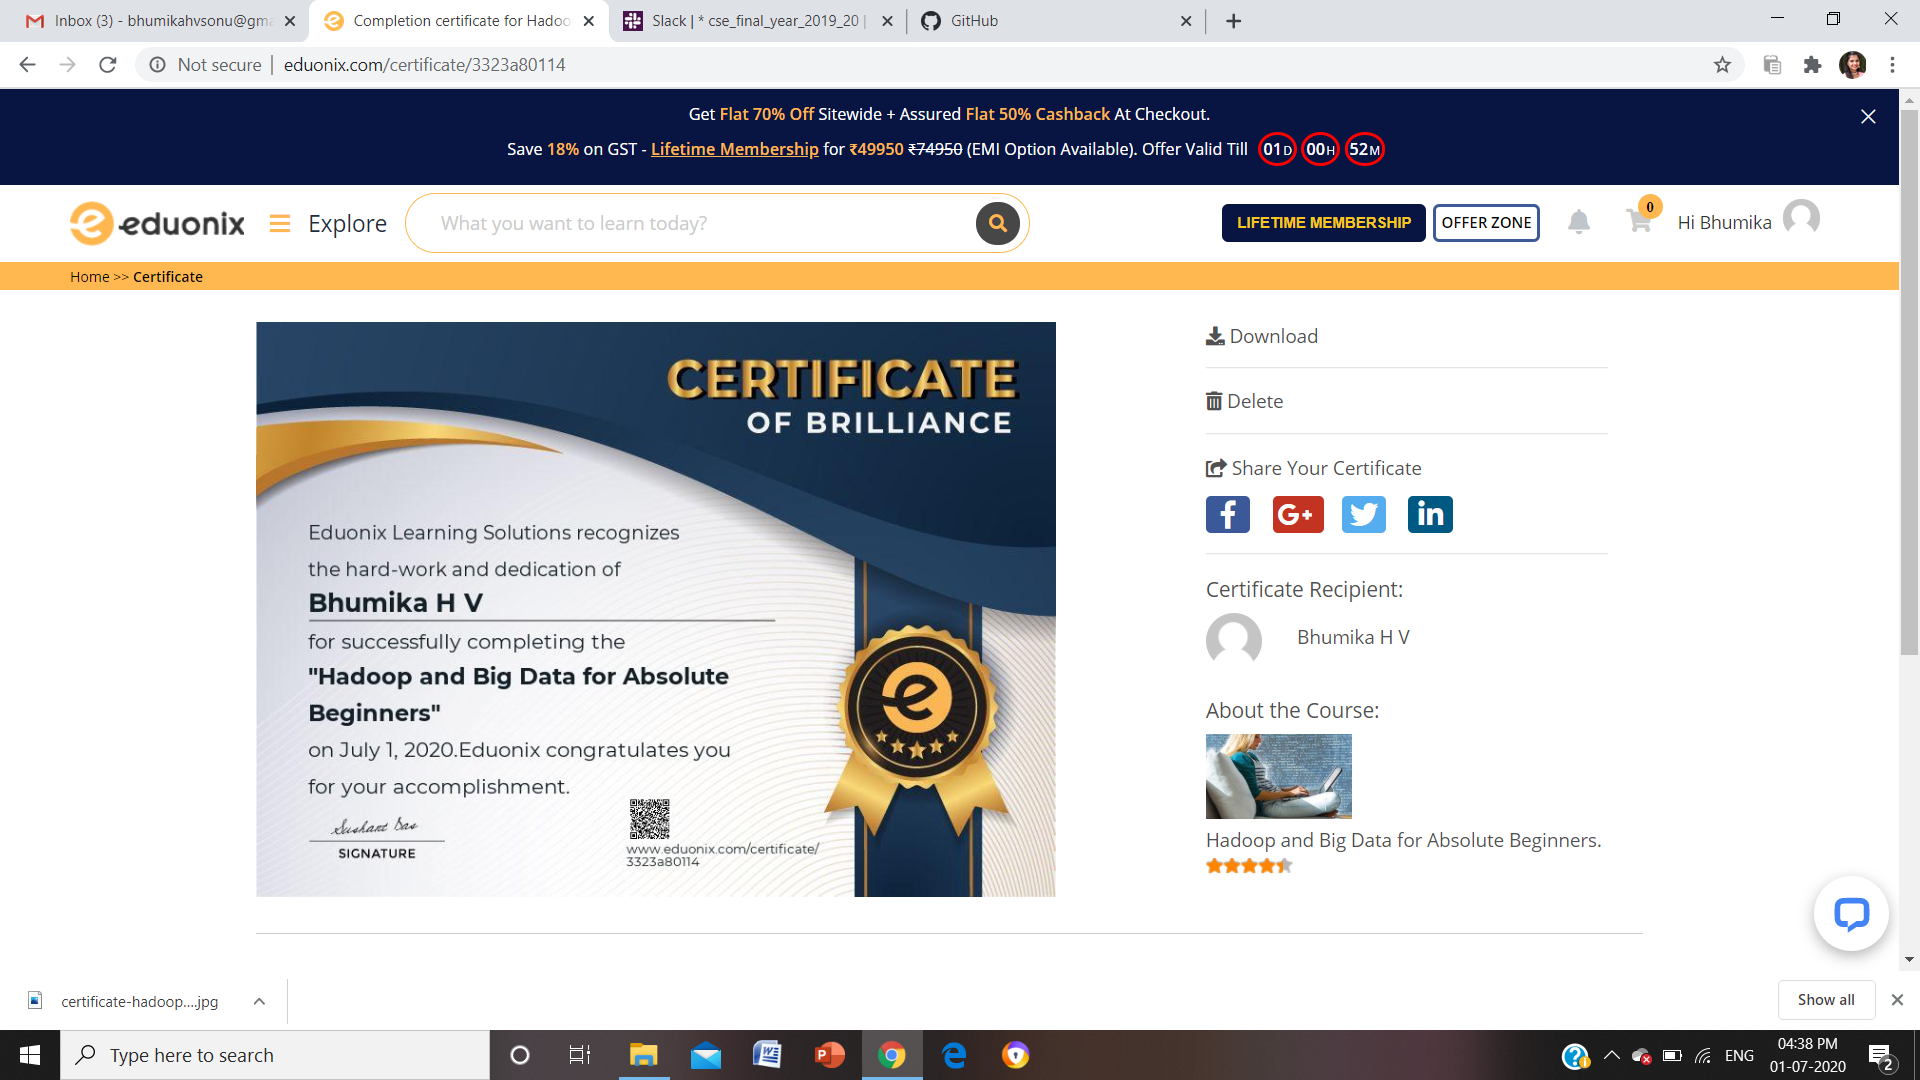 Inbox (3) - bhumikahvsonu@gma
Completion certificate for Hadoo
Slack | * cse_final_year_2019_20 |
GitHub
Not secure | eduonix.com/certificate/3323a80114
Get Flat 70% Off Sitewide + Assured Flat 50% Cashback At Checkout.
Save 18% on GST - Lifetime Membership for ₹49950 ₹74950 (EMI Option Available). Offer Valid Till 01D 00H 52M
eduonix
Explore
What you want to learn today?
LIFETIME MEMBERSHIP
OFFER ZONE
0
Hi Bhumika
Home >> Certificate
CERTIFICATE
OF BRILLIANCE
Eduonix Learning Solutions recognizes
the hard-work and dedication of
Bhumika H V
for successfully completing the
"Hadoop and Big Data for Absolute
Beginners"
on July 1, 2020.Eduonix congratulates you
for your accomplishment.
Sushant Das
SIGNATURE
www.eduonix.com/certificate/
3323a80114
Download
Delete
Share Your Certificate
f G+ in
Certificate Recipient:
Bhumika H V
About the Course:
Hadoop and Big Data for Absolute Beginners.
certificate-hadoop....jpg
Show all
Type here to search
ENG
04:38 PM
01-07-2020
2